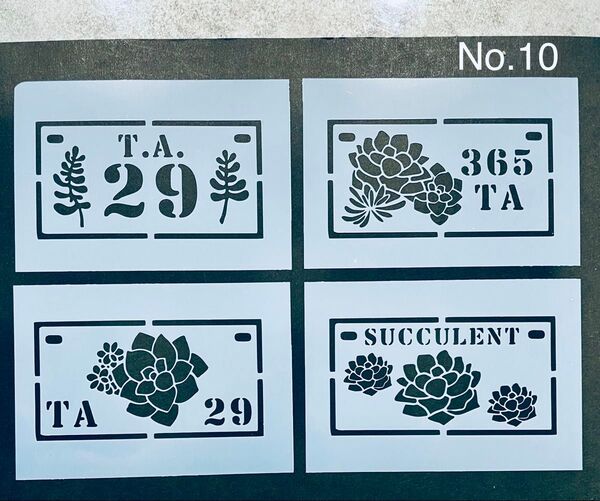 No.10
T.A.
29
365
TA
TA 29
SUCCULENT